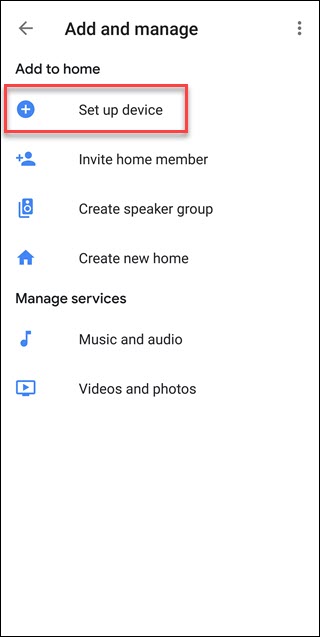 Add and manage
Add to home
Set up device
Invite home member
Create speaker group
Create new home
Manage services
Music and audio
Videos and photos